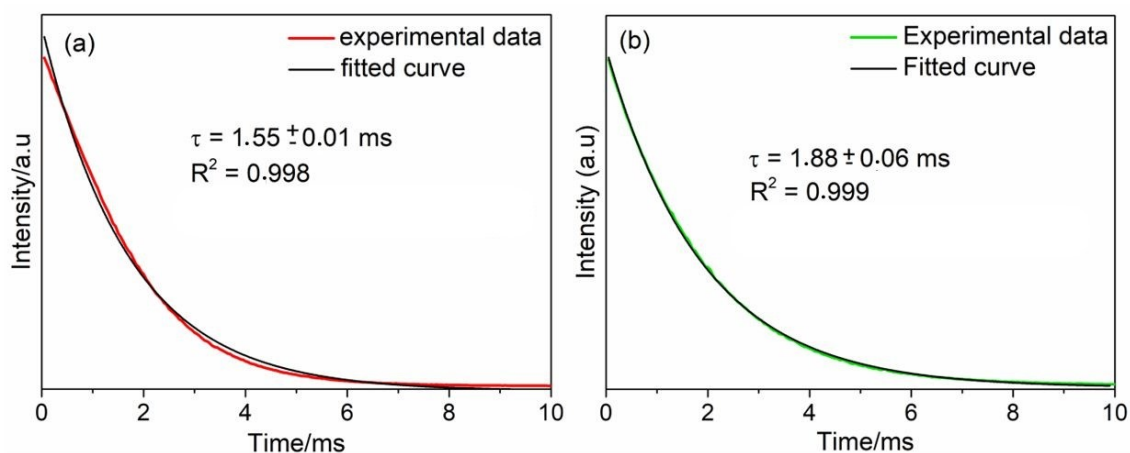 (a)
experimental data
fitted curve
τ = 1.55 ± 0.01 ms
R² = 0.998
Intensity/a.u
0 2 4 6 8 10
Time/ms
(b)
Experimental data
Fitted curve
τ = 1.88 ± 0.06 ms
R² = 0.999
Intensity (a.u)
0 2 4 6 8 10
Time/ms